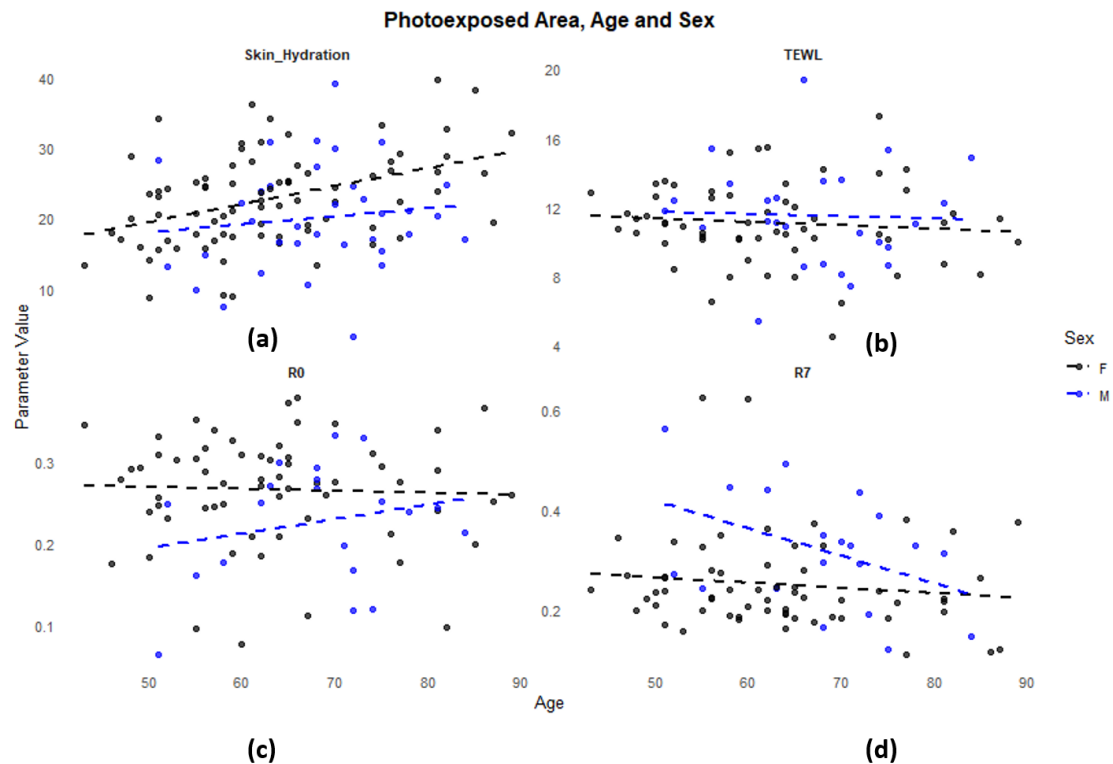 Photoexposed Area, Age and Sex
Skin_Hydration
TEWL
40
30
20
10
20
16
12
8
4
(a)
(b)
Parameter Value
Sex
F
M
R0
R7
0.3
0.2
0.1
0.6
0.4
0.2
50 60 70 80 90
50 60 70 80 90
Age
(c)
(d)